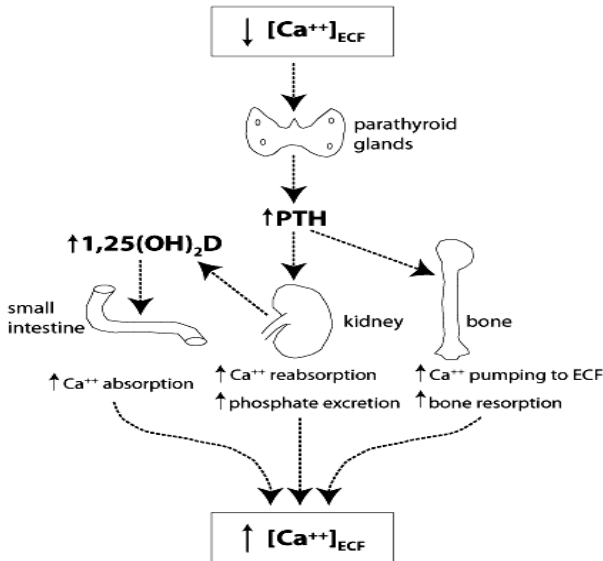 ↓ [Ca⁺⁺]ECF
parathyroid
glands
↑PTH
↑1,25(OH)₂D
small
intestine
kidney
bone
↑Ca⁺⁺ absorption
↑Ca⁺⁺ reabsorption
↑phosphate excretion
↑Ca⁺⁺ pumping to ECF
↑bone resorption
↑ [Ca⁺⁺]ECF